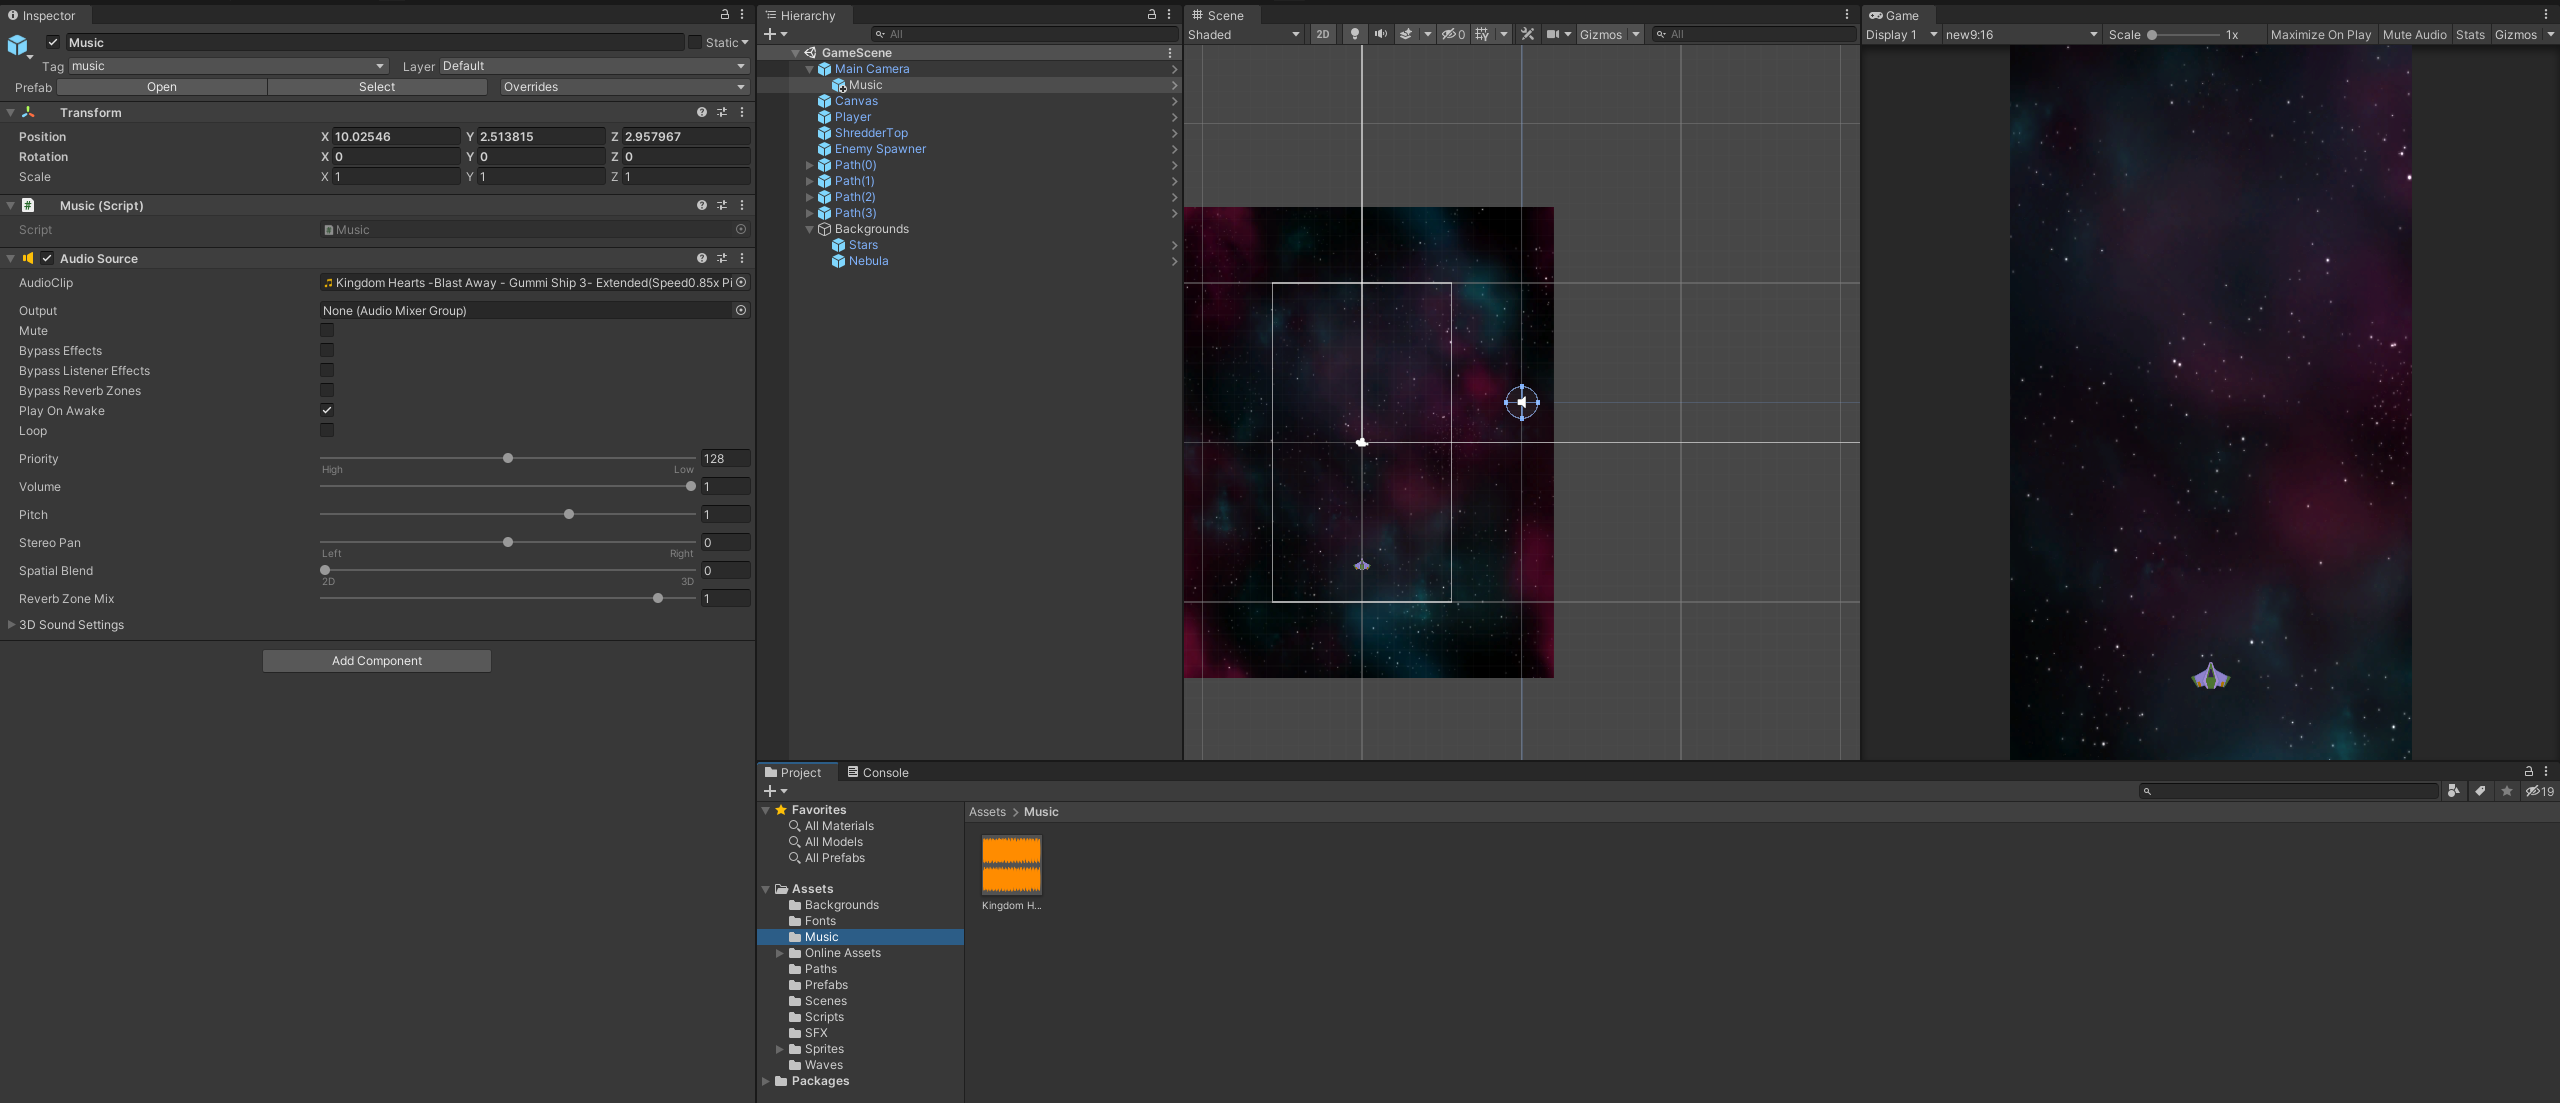 Inspector
Music
Static
Tag music Layer Default
Prefab Open Select Overrides
Transform
Position X 10.02546 Y 2.513815 Z 2.957967
Rotation X 0 Y 0 Z 0
Scale X 1 Y 1 Z 1
# Music (Script)
Script Music
Audio Source
AudioClip Kingdom Hearts -Blast Away - Gummi Ship 3- Extended(Speed0.85x Pi
Output None (Audio Mixer Group)
Mute
Bypass Effects
Bypass Listener Effects
Bypass Reverb Zones
Play On Awake
Loop
Priority 128
High Low
Volume 1
Pitch 1
Stereo Pan 0
Left Right
Spatial Blend 0
2D 3D
Reverb Zone Mix 1
3D Sound Settings
Add Component
Hierarchy
All
GameScene
Main Camera
Music
Canvas
Player
ShredderTop
Enemy Spawner
Path(0)
Path(1)
Path(2)
Path(3)
Backgrounds
Stars
Nebula
Scene
Shaded 2D 0 Gizmos All
Game
Display 1 new9:16 Scale 1x Maximize On Play Mute Audio Stats Gizmos
Project Console
19
Favorites
All Materials
All Models
All Prefabs
Assets
Backgrounds
Fonts
Music
Online Assets
Paths
Prefabs
Scenes
Scripts
SFX
Sprites
Waves
Packages
Assets > Music
Kingdom H...